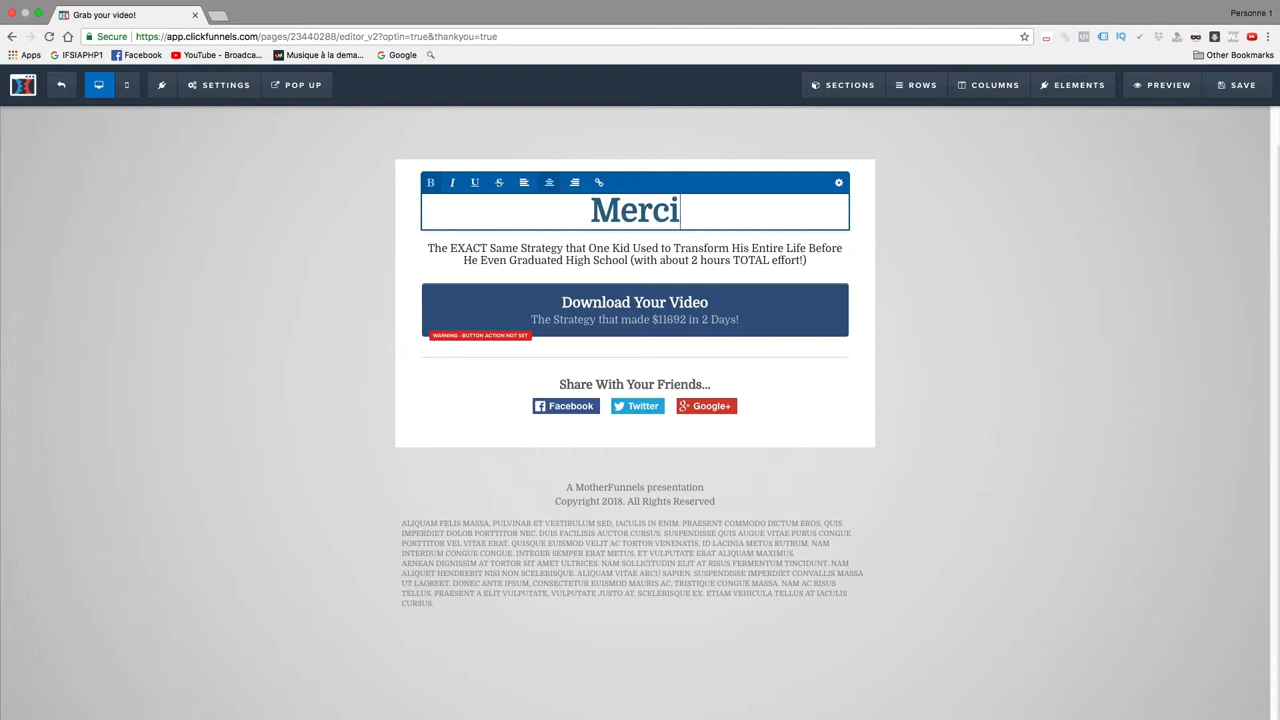 Grab your video!
Personne 1
Secure https://app.clickfunnels.com/pages/23440288/editor_v2?optin=true&thankyou=true
Apps IFSIAPHP1 Facebook YouTube - Broadca... Musique à la dema... Google Other Bookmarks
SETTINGS POP UP SECTIONS ROWS COLUMNS ELEMENTS PREVIEW SAVE
B I U S
Merci
The EXACT Same Strategy that One Kid Used to Transform His Entire Life Before
He Even Graduated High School (with about 2 hours TOTAL effort!)
Download Your Video
The Strategy that made $11692 in 2 Days!
WARNING - BUTTON ACTION NOT SET
Share With Your Friends...
Facebook Twitter Google+
A MotherFunnels presentation
Copyright 2018. All Rights Reserved
ALIQUAM FELIS MASSA, PULVINAR ET VESTIBULUM SED, IACULIS IN ENIM. PRAESENT COMMODO DICTUM EROS, QUIS
IMPERDIET DOLOR PORTTITOR NEC. DUIS FACILISIS AUCTOR CURSUS. SUSPENDISSE QUIS AUGUE VITAE PURUS CONGUE
PORTTITOR VEL VITAE ERAT. QUISQUE EUISMOD VELIT AC TORTOR VENENATIS, ID LACINIA METUS RUTRUM. NAM
INTERDUM CONGUE CONGUE. INTEGER SEMPER ERAT METUS, ET VULPUTATE ERAT ALIQUAM MAXIMUS.
AENEAN DIGNISSIM AT TORTOR SIT AMET ULTRICES. NAM SOLLICITUDIN ELIT AT RISUS FERMENTUM TINCIDUNT. NAM
ALIQUET HENDRERIT NISI NON SCELERISQUE. ALIQUAM VITAE ARCU SAPIEN. SUSPENDISSE IMPERDIET CONVALLIS MASSA
UT LAOREET. DONEC ANTE IPSUM, CONSECTETUR EUISMOD MAURIS AC, TRISTIQUE CONGUE MASSA. NAM AC RISUS
TELLUS. PRAESENT A ELIT VULPUTATE, VULPUTATE JUSTO AT, SCELERISQUE EX. ETIAM VEHICULA TELLUS AT IACULIS
CURSUS.